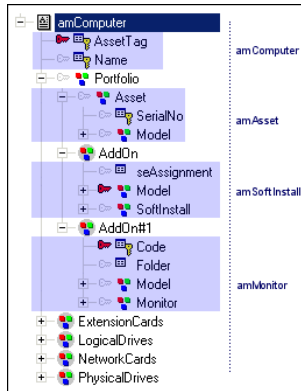 amComputer
AssetTag
Name
amComputer
Portfolio
Asset
SerialNo
amAsset
Model
AddOn
seAssignment
Model
amSoftInstall
SoftInstall
AddOn#1
Code
Folder
Model
amMonitor
Monitor
ExtensionCards
LogicalDrives
NetworkCards
PhysicalDrives